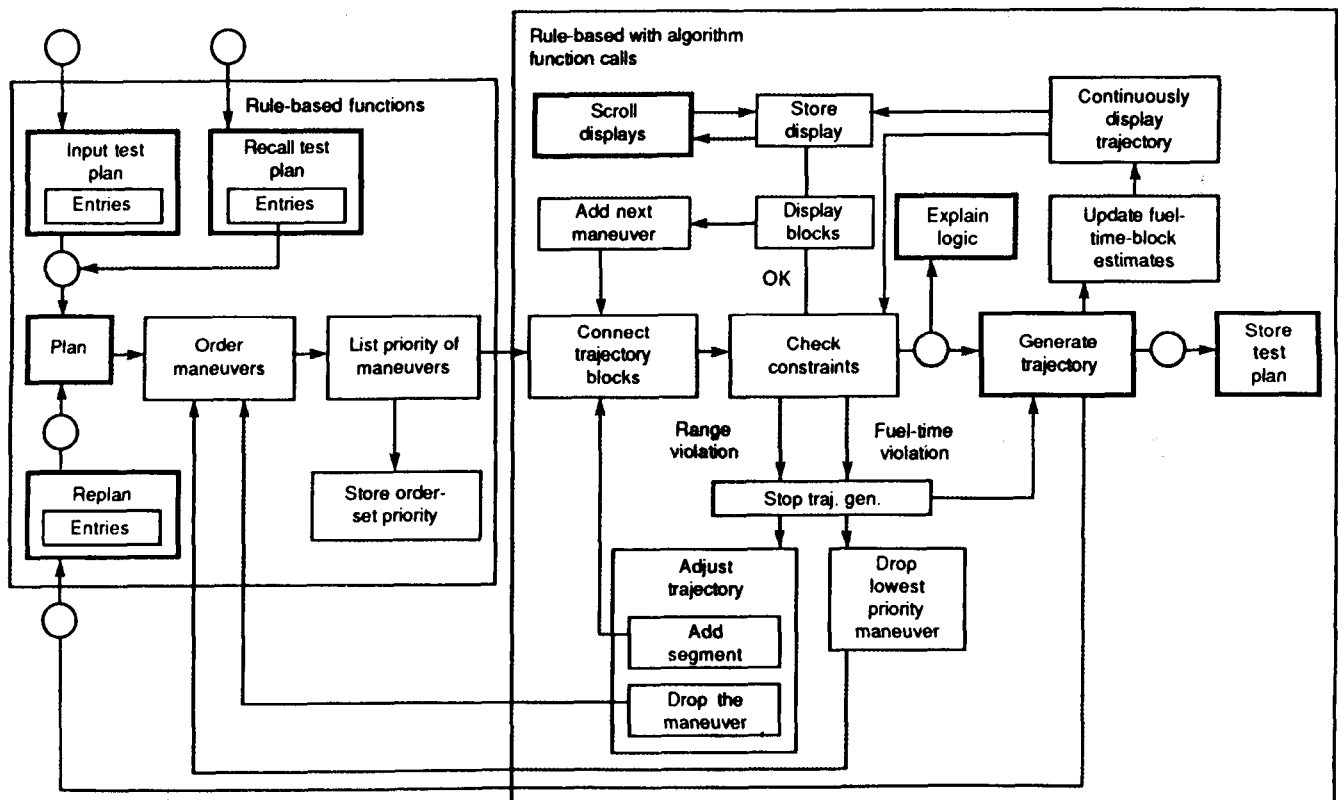 Rule-based functions
Input test
plan
Entries
Recall test
plan
Entries
Plan
Order
maneuvers
List priority of
maneuvers
Store order-
set priority
Replan
Entries
Rule-based with algorithm
function calls
Scroll
displays
Store
display
Continuously
display
trajectory
Add next
maneuver
Display
blocks
Explain
logic
Update fuel-
time-block
estimates
OK
Connect
trajectory
blocks
Check
constraints
Generate
trajectory
Store
test
plan
Range
violation
Fuel-time
violation
Stop traj. gen.
Adjust
trajectory
Add
segment
Drop the
maneuver
Drop
lowest
priority
maneuver